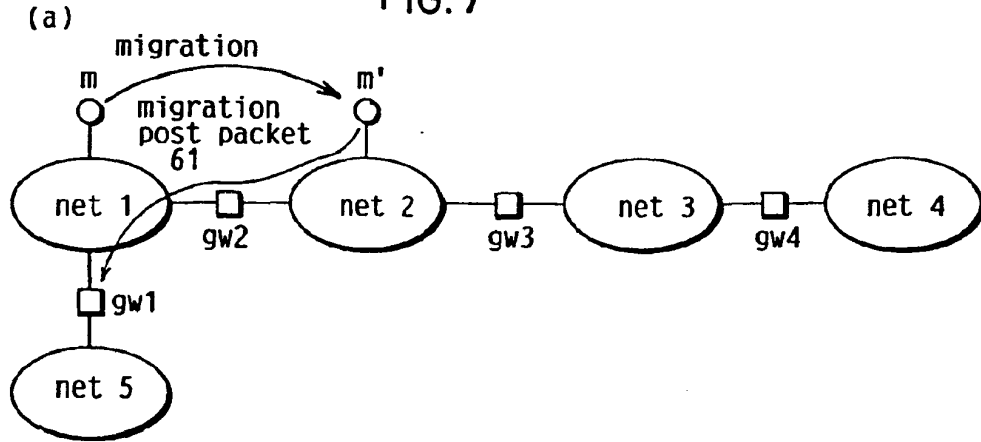 FIG. 7
(a)
migration
m
m'
migration
post packet
61
net 1
net 2
net 3
net 4
gw2
gw3
gw4
gw1
net 5